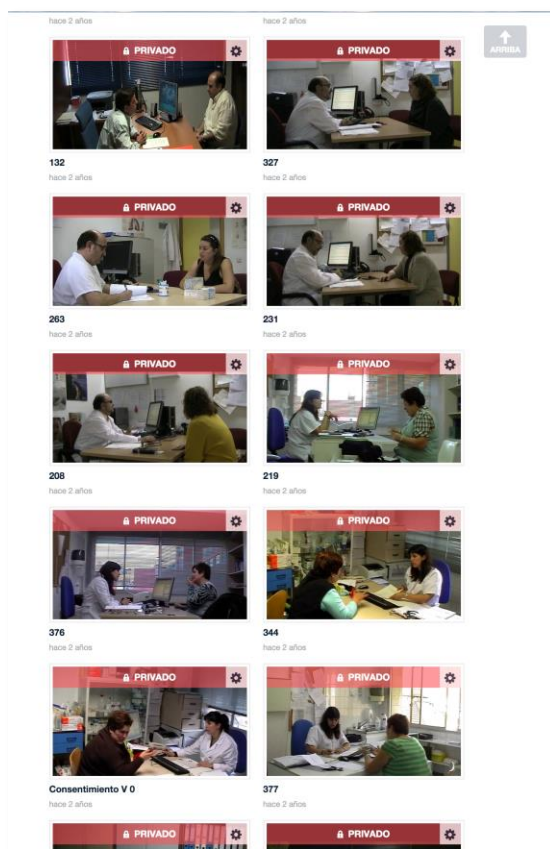 hace 2 años
hace 2 años
ARRIBA
PRIVADO
PRIVADO
132
327
hace 2 años
hace 2 años
PRIVADO
PRIVADO
263
231
hace 2 años
hace 2 años
PRIVADO
PRIVADO
208
219
hace 2 años
hace 2 años
PRIVADO
PRIVADO
376
344
hace 2 años
hace 2 años
PRIVADO
PRIVADO
Consentimiento V 0
377
hace 2 años
hace 2 años
PRIVADO
PRIVADO